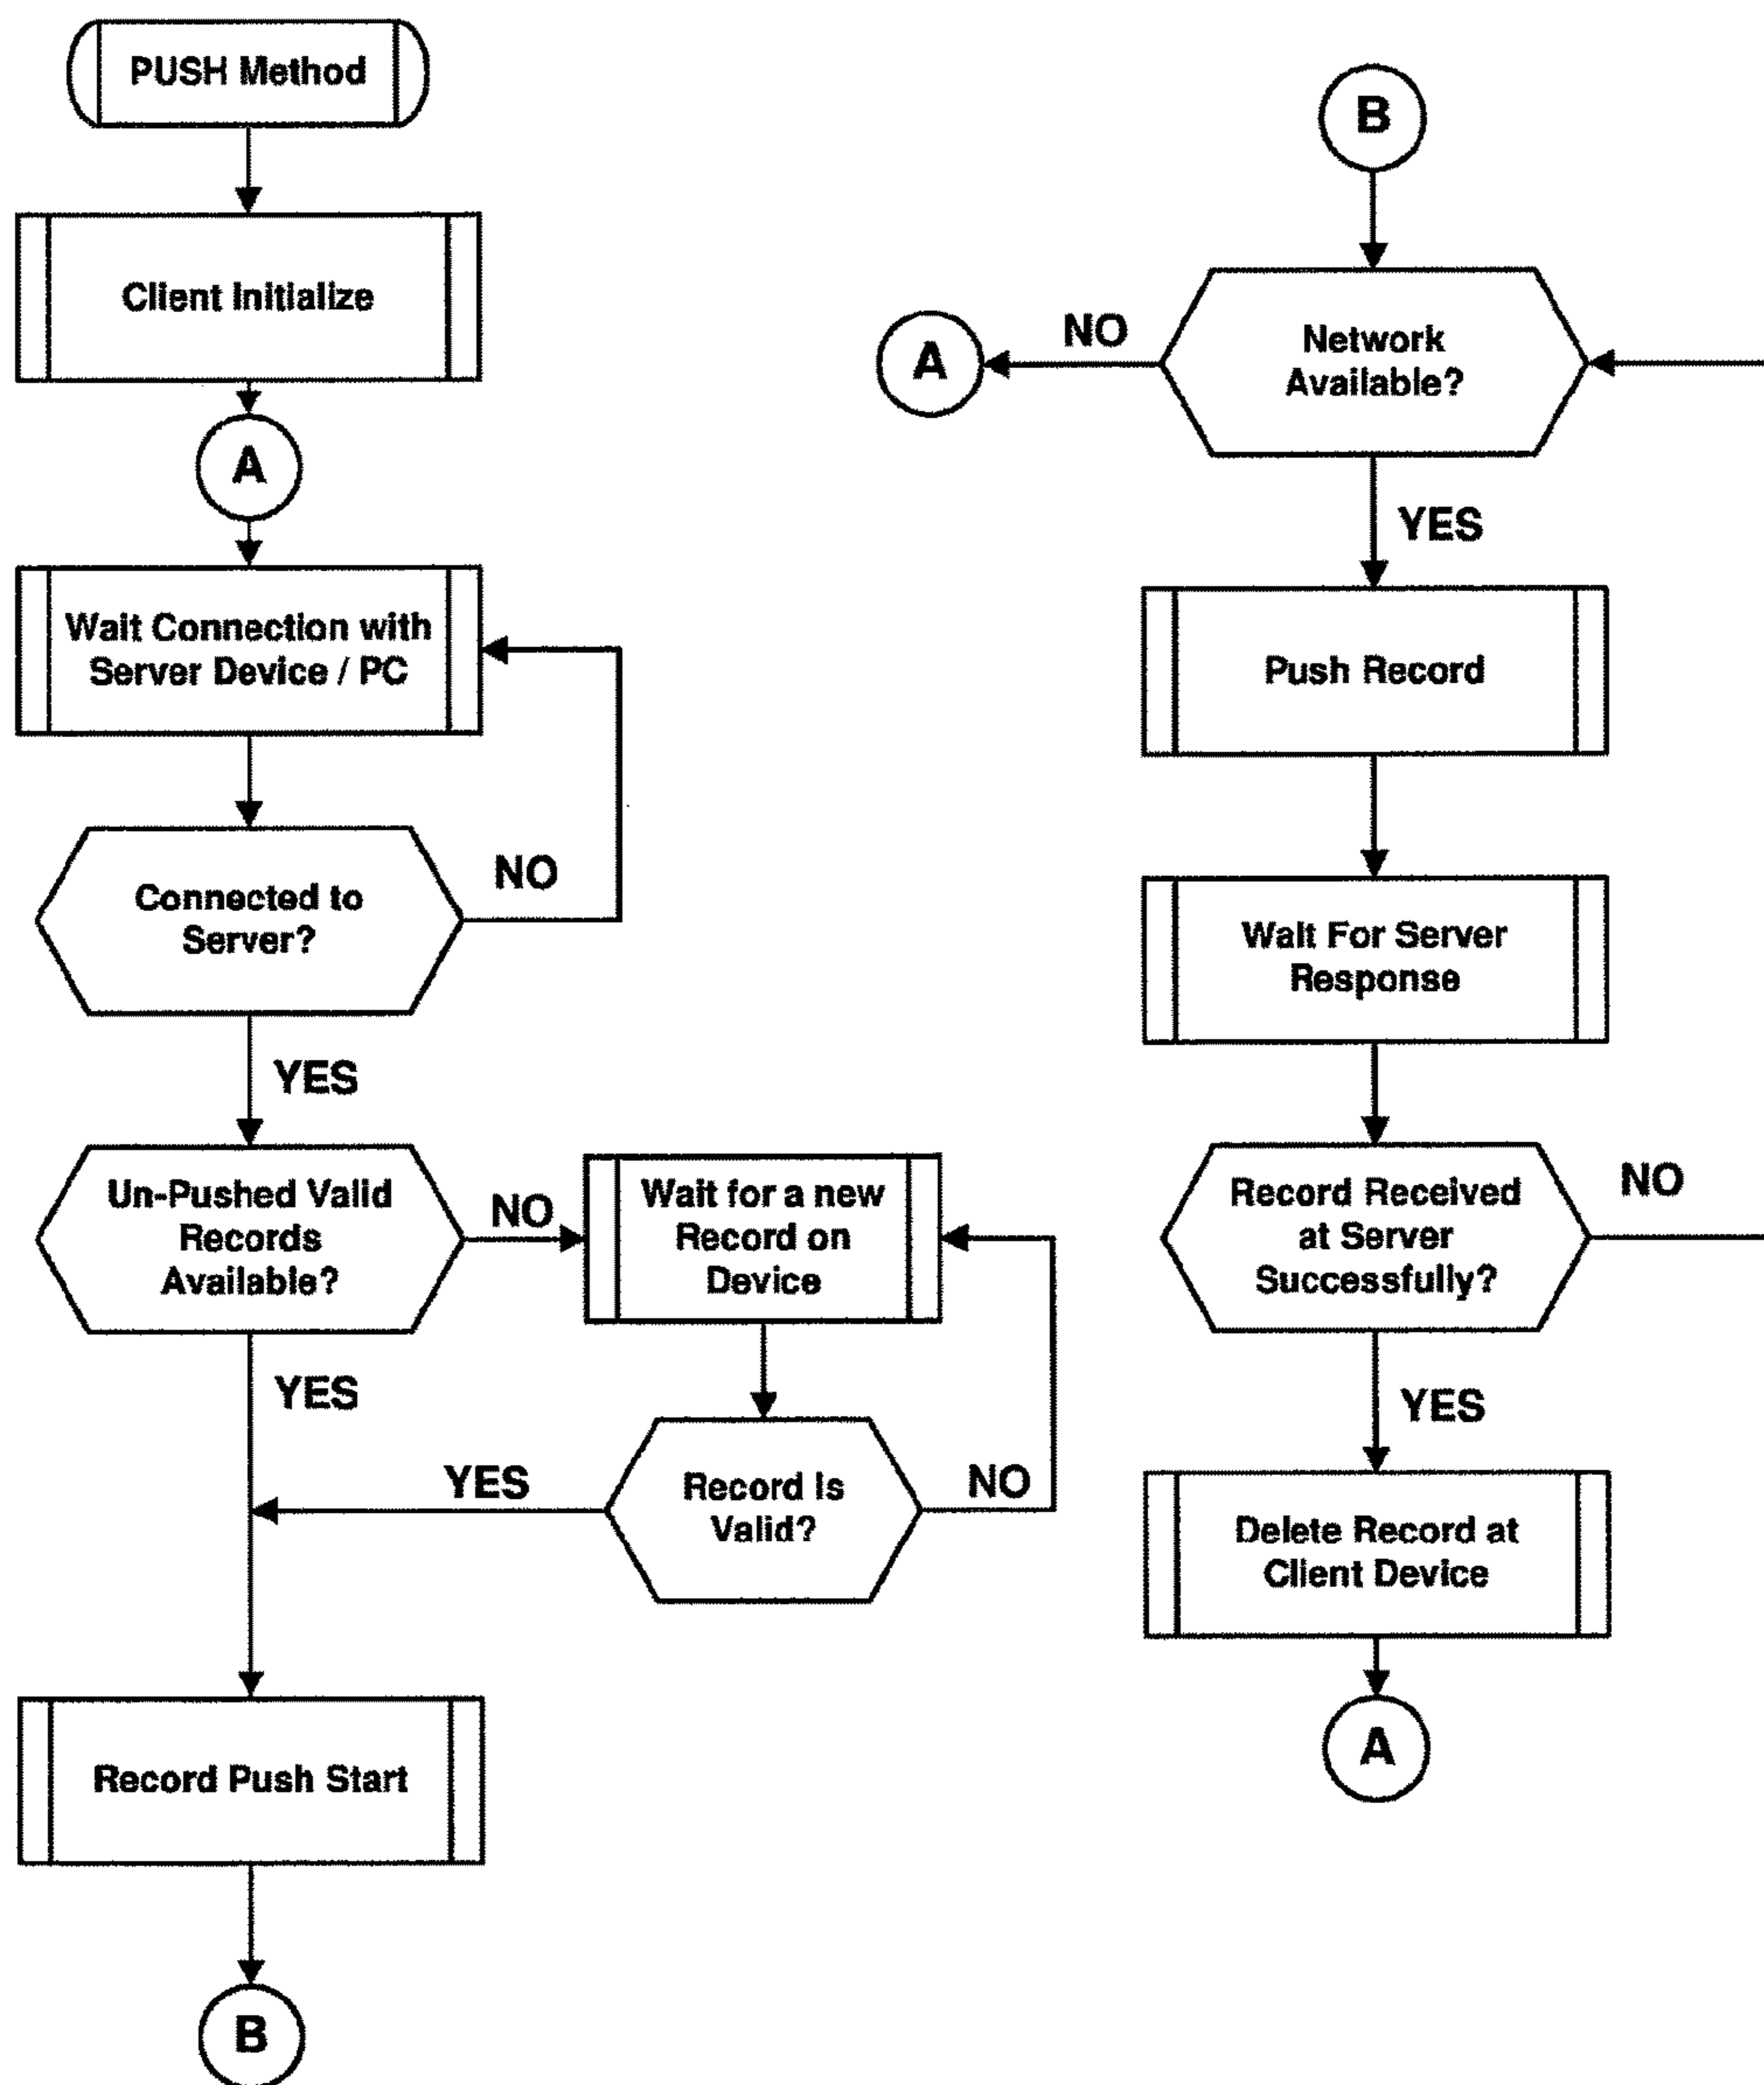 PUSH Method
Client Initialize
A
Wait Connection with
Server Device / PC
Connected to
Server?
NO
YES
Un-Pushed Valid
Records
Available?
NO
Wait for a new
Record on
Device
YES
Record Is
Valid?
YES
NO
Record Push Start
B
B
Network
Available?
NO
A
YES
Push Record
Wait For Server
Response
Record Received
at Server
Successfully?
NO
YES
Delete Record at
Client Device
A